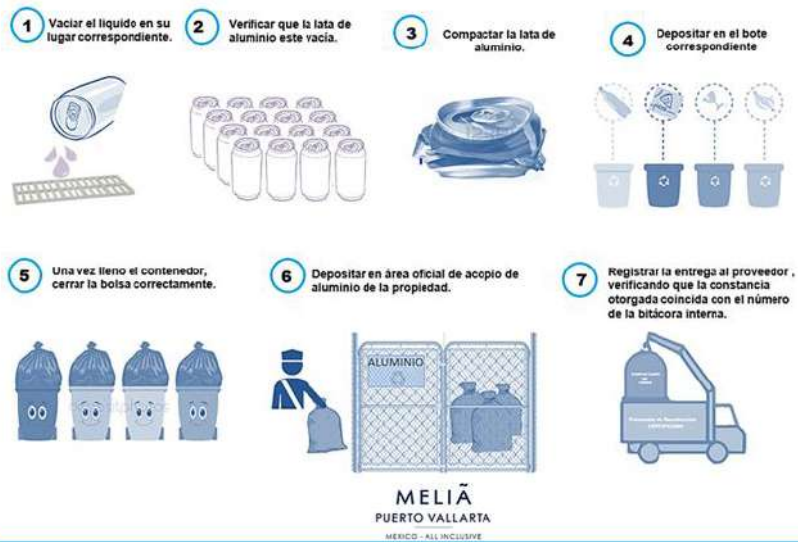 1 Vaciar el líquido en su
lugar correspondiente.
2 Verificar que la lata de
aluminio este vacía.
3 Compactar la lata de
aluminio.
4 Depositar en el bote
correspondiente
5 Una vez lleno el contenedor,
cerrar la bolsa correctamente.
6 Depositar en área oficial de acopio de
aluminio de la propiedad.
7 Registrar la entrega al proveedor ,
verificando que la constancia
otorgada coincida con el número
de la bitácora interna.
ALUMINIO
MELIÃ
PUERTO VALLARTA
MÉXICO - ALL INCLUSIVE